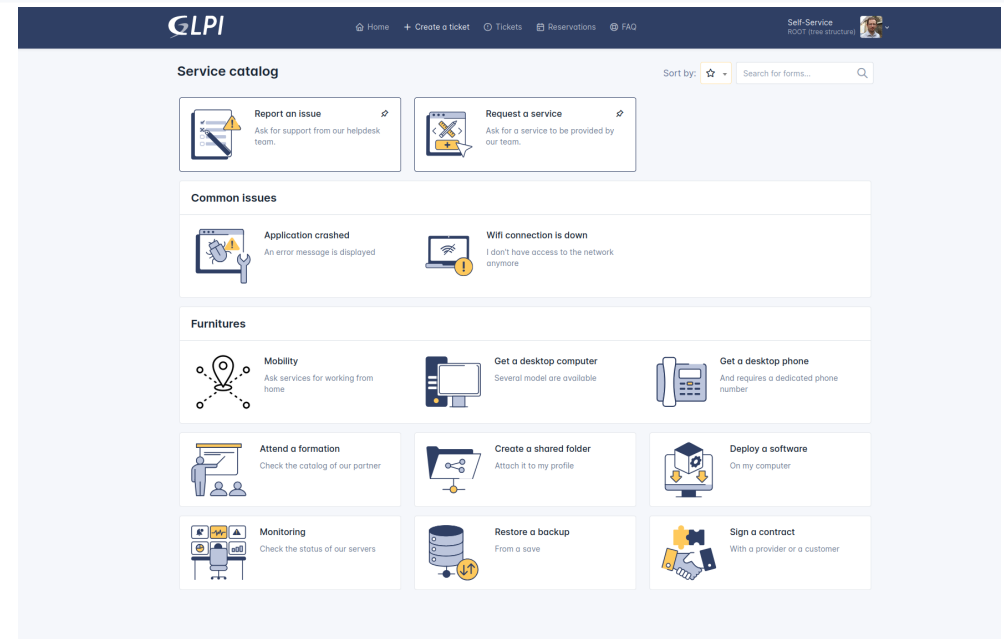 GLPI
Home
+ Create a ticket
Tickets
Reservations
FAQ
Self-Service
ROOT (tree structure)
Service catalog
Sort by:
Search for forms...
Report an issue
Ask for support from our helpdesk
team.
Request a service
Ask for a service to be provided by
our team.
Common issues
Application crashed
An error message is displayed
Wifi connection is down
I don't have access to the network
anymore
Furnitures
Mobility
Ask services for working from
home
Get a desktop computer
Several model are available
Get a desktop phone
And requires a dedicated phone
number
Attend a formation
Check the catalog of our partner
Create a shared folder
Attach it to my profile
Deploy a software
On my computer
Monitoring
Check the status of our servers
Restore a backup
From a save
Sign a contract
With a provider or a customer